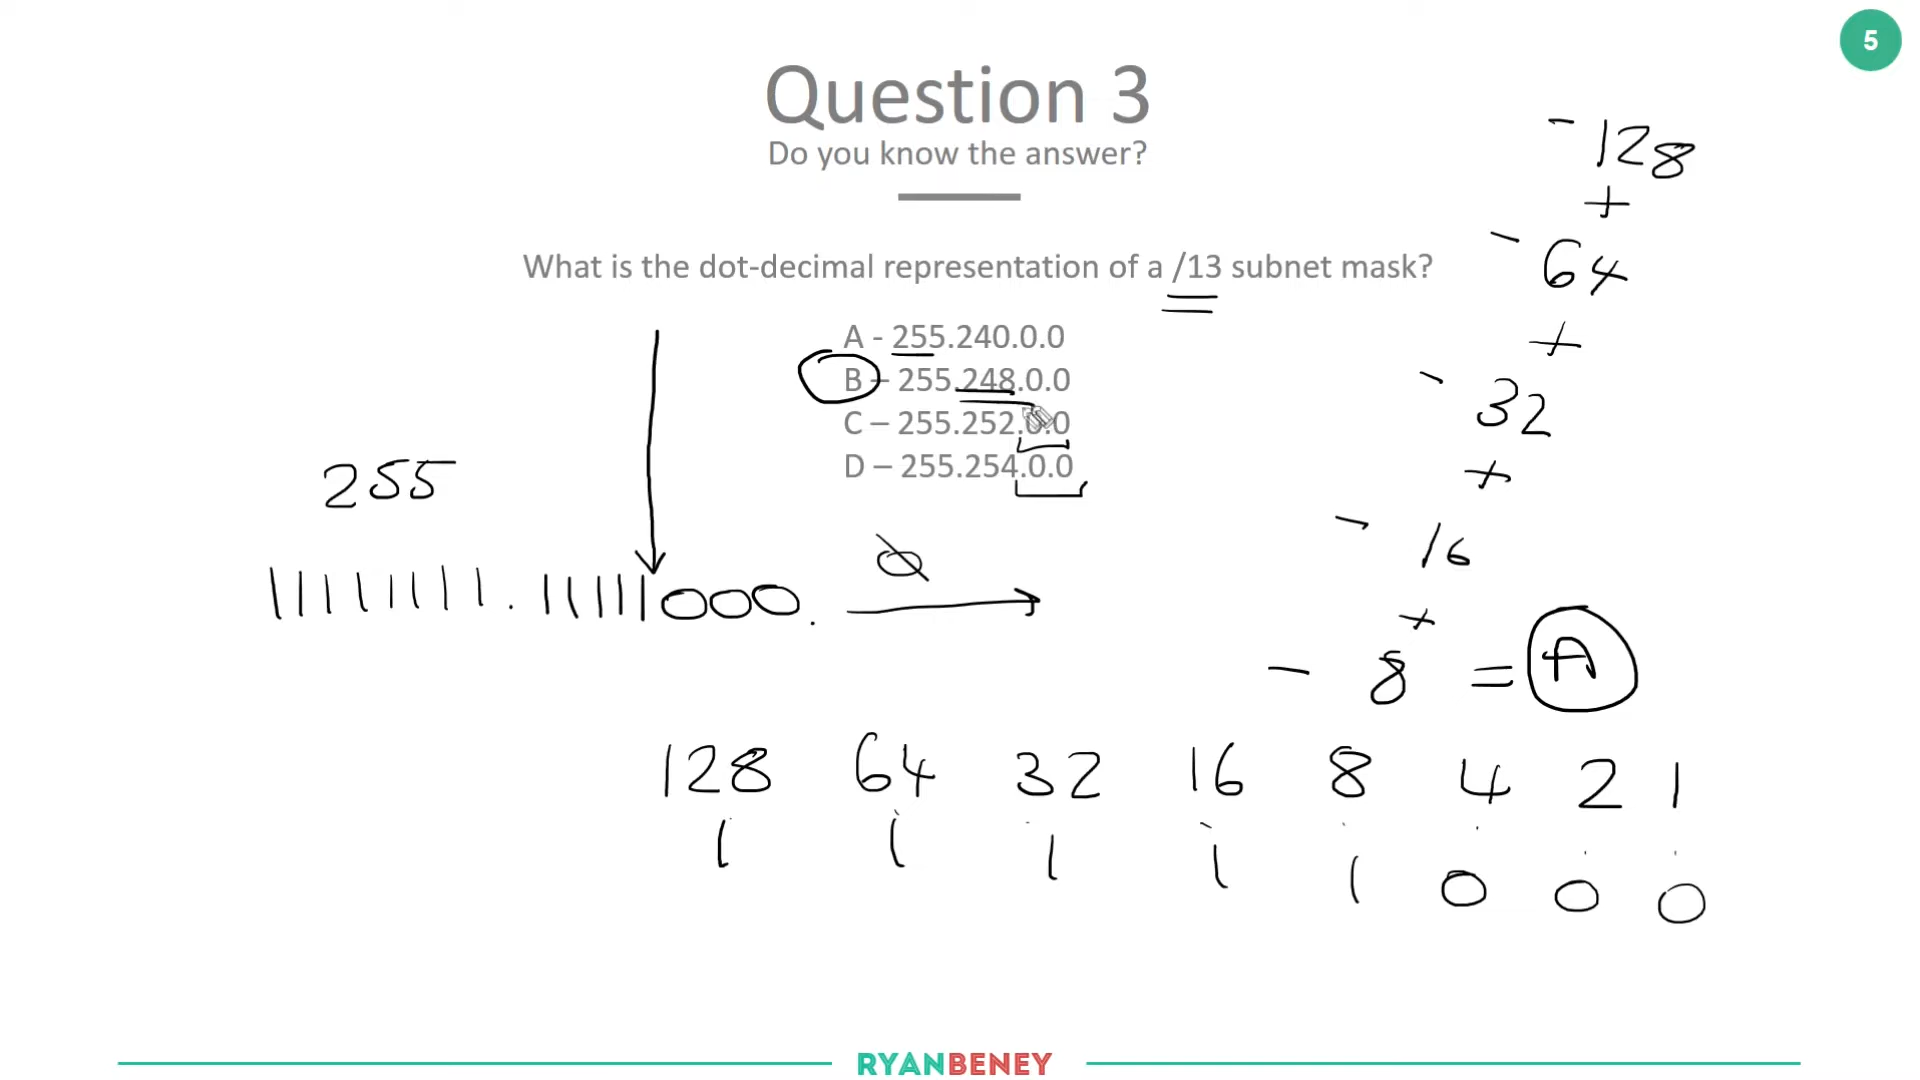 5
Question 3
Do you know the answer?
What is the dot-decimal representation of a /13 subnet mask?
A - 255.240.0.0
B – 255.248.0.0
C – 255.252.0.0
D – 255.254.0.0
255
11111111.11111000.
0
- 128
+
- 64
+
- 32
+
- 16
+
- 8 = A
128 64 32 16 8 4 2 1
1 1 1 1 1 0 0 0
RYANBENEY